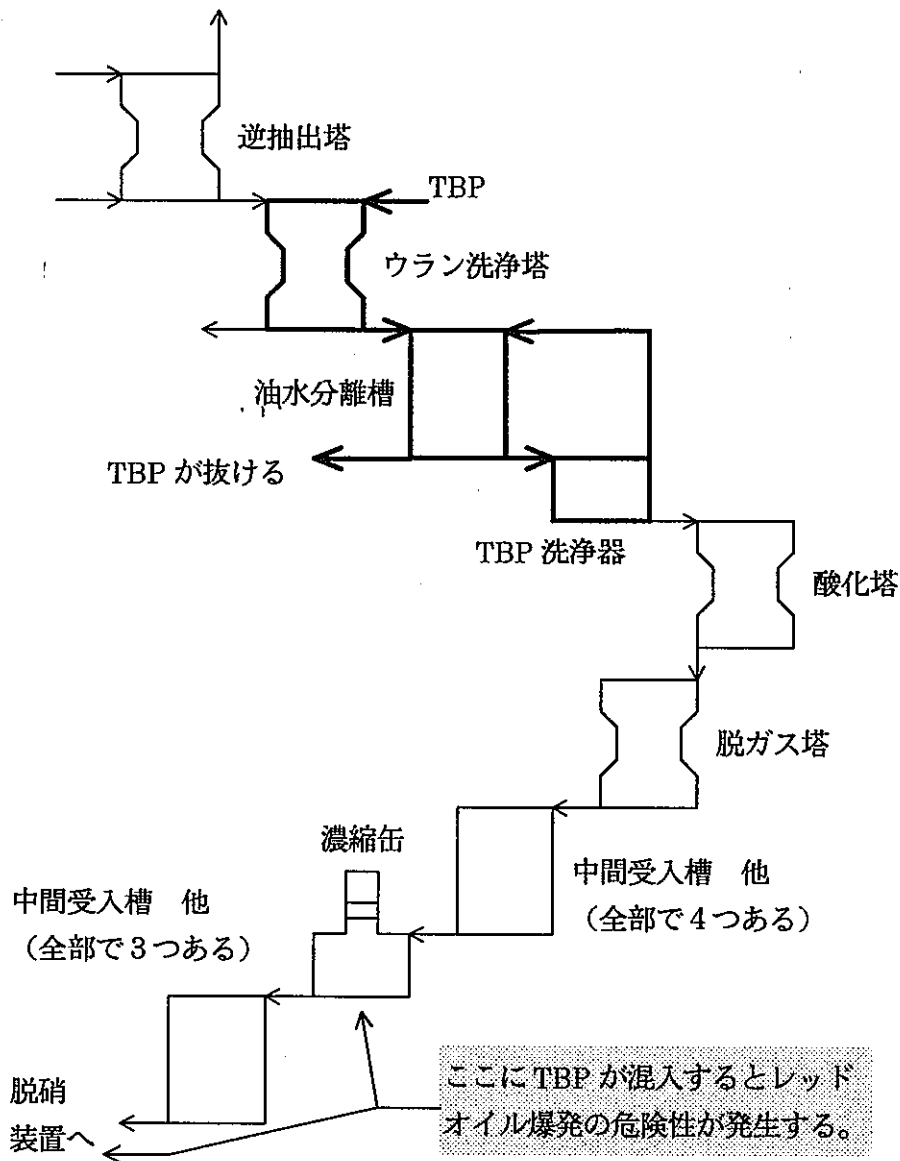 逆抽出塔
TBP
ウラン洗浄塔
油水分離槽
TBP が抜ける
TBP 洗浄器
酸化塔
脱ガス塔
濃縮缶
中間受入槽　他
（全部で４つある）
中間受入槽　他
（全部で３つある）
ここに TBP が混入するとレッド
オイル爆発の危険性が発生する。
脱硝
装置へ